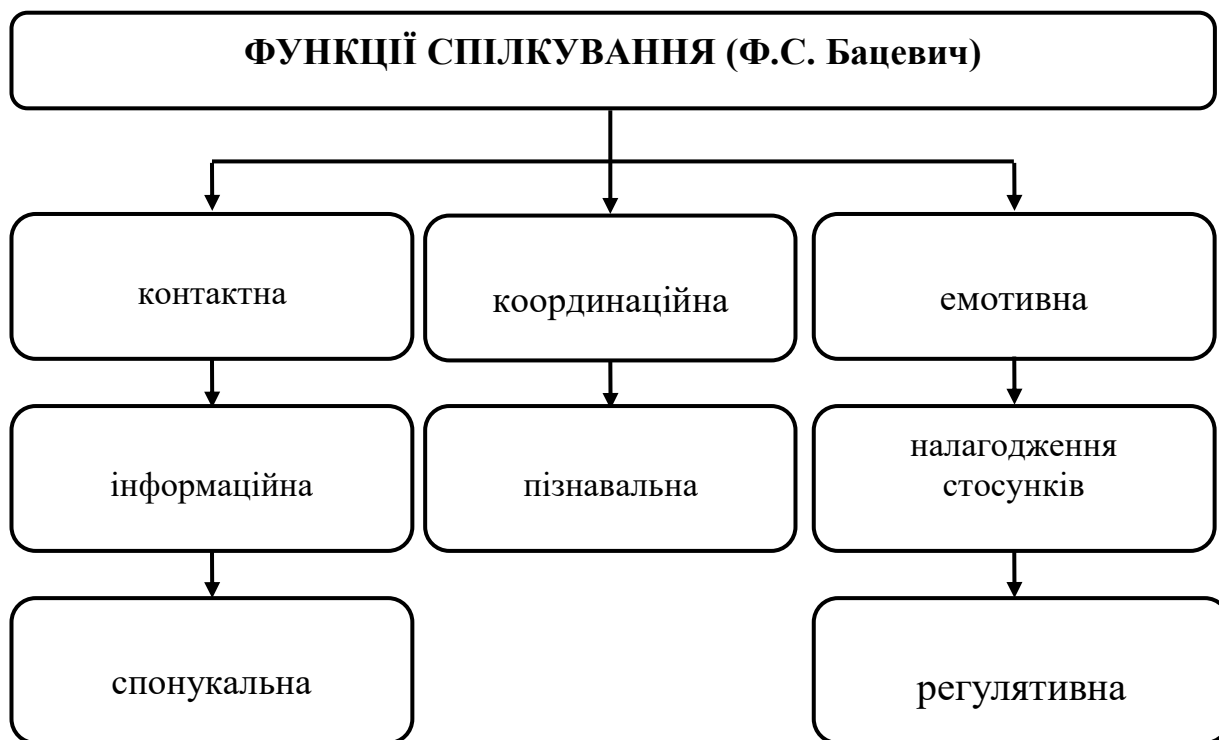 ФУНКЦІЇ СПІЛКУВАННЯ (Ф.С. Бацевич)
контактна
координаційна
емотивна
інформаційна
пізнавальна
налагодження
стосунків
спонукальна
регулятивна